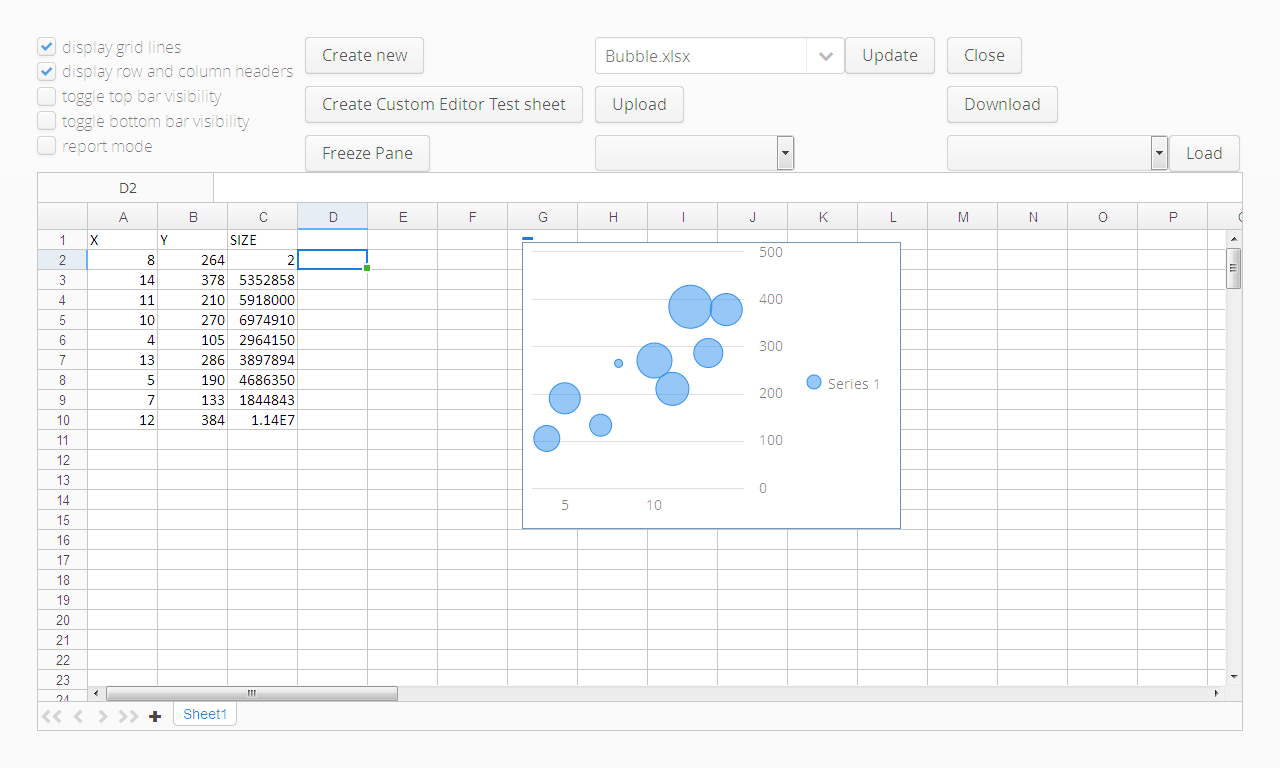 display grid lines
display row and column headers
toggle top bar visibility
toggle bottom bar visibility
report mode
Create new
Bubble.xlsx
Update
Close
Create Custom Editor Test sheet
Upload
Download
Freeze Pane
Load
D2
A B C D E F G H I J K L M N O P
1 X Y SIZE
2 8 264 2
3 14 378 5352858
4 11 210 5918000
5 10 270 6974910
6 4 105 2964150
7 13 286 3897894
8 5 190 4686350
9 7 133 1844843
10 12 384 1.14E7
11
12
13
14
15
16
17
18
19
20
21
22
23
24
500
400
300
200
100
0
5 10
Series 1
Sheet1